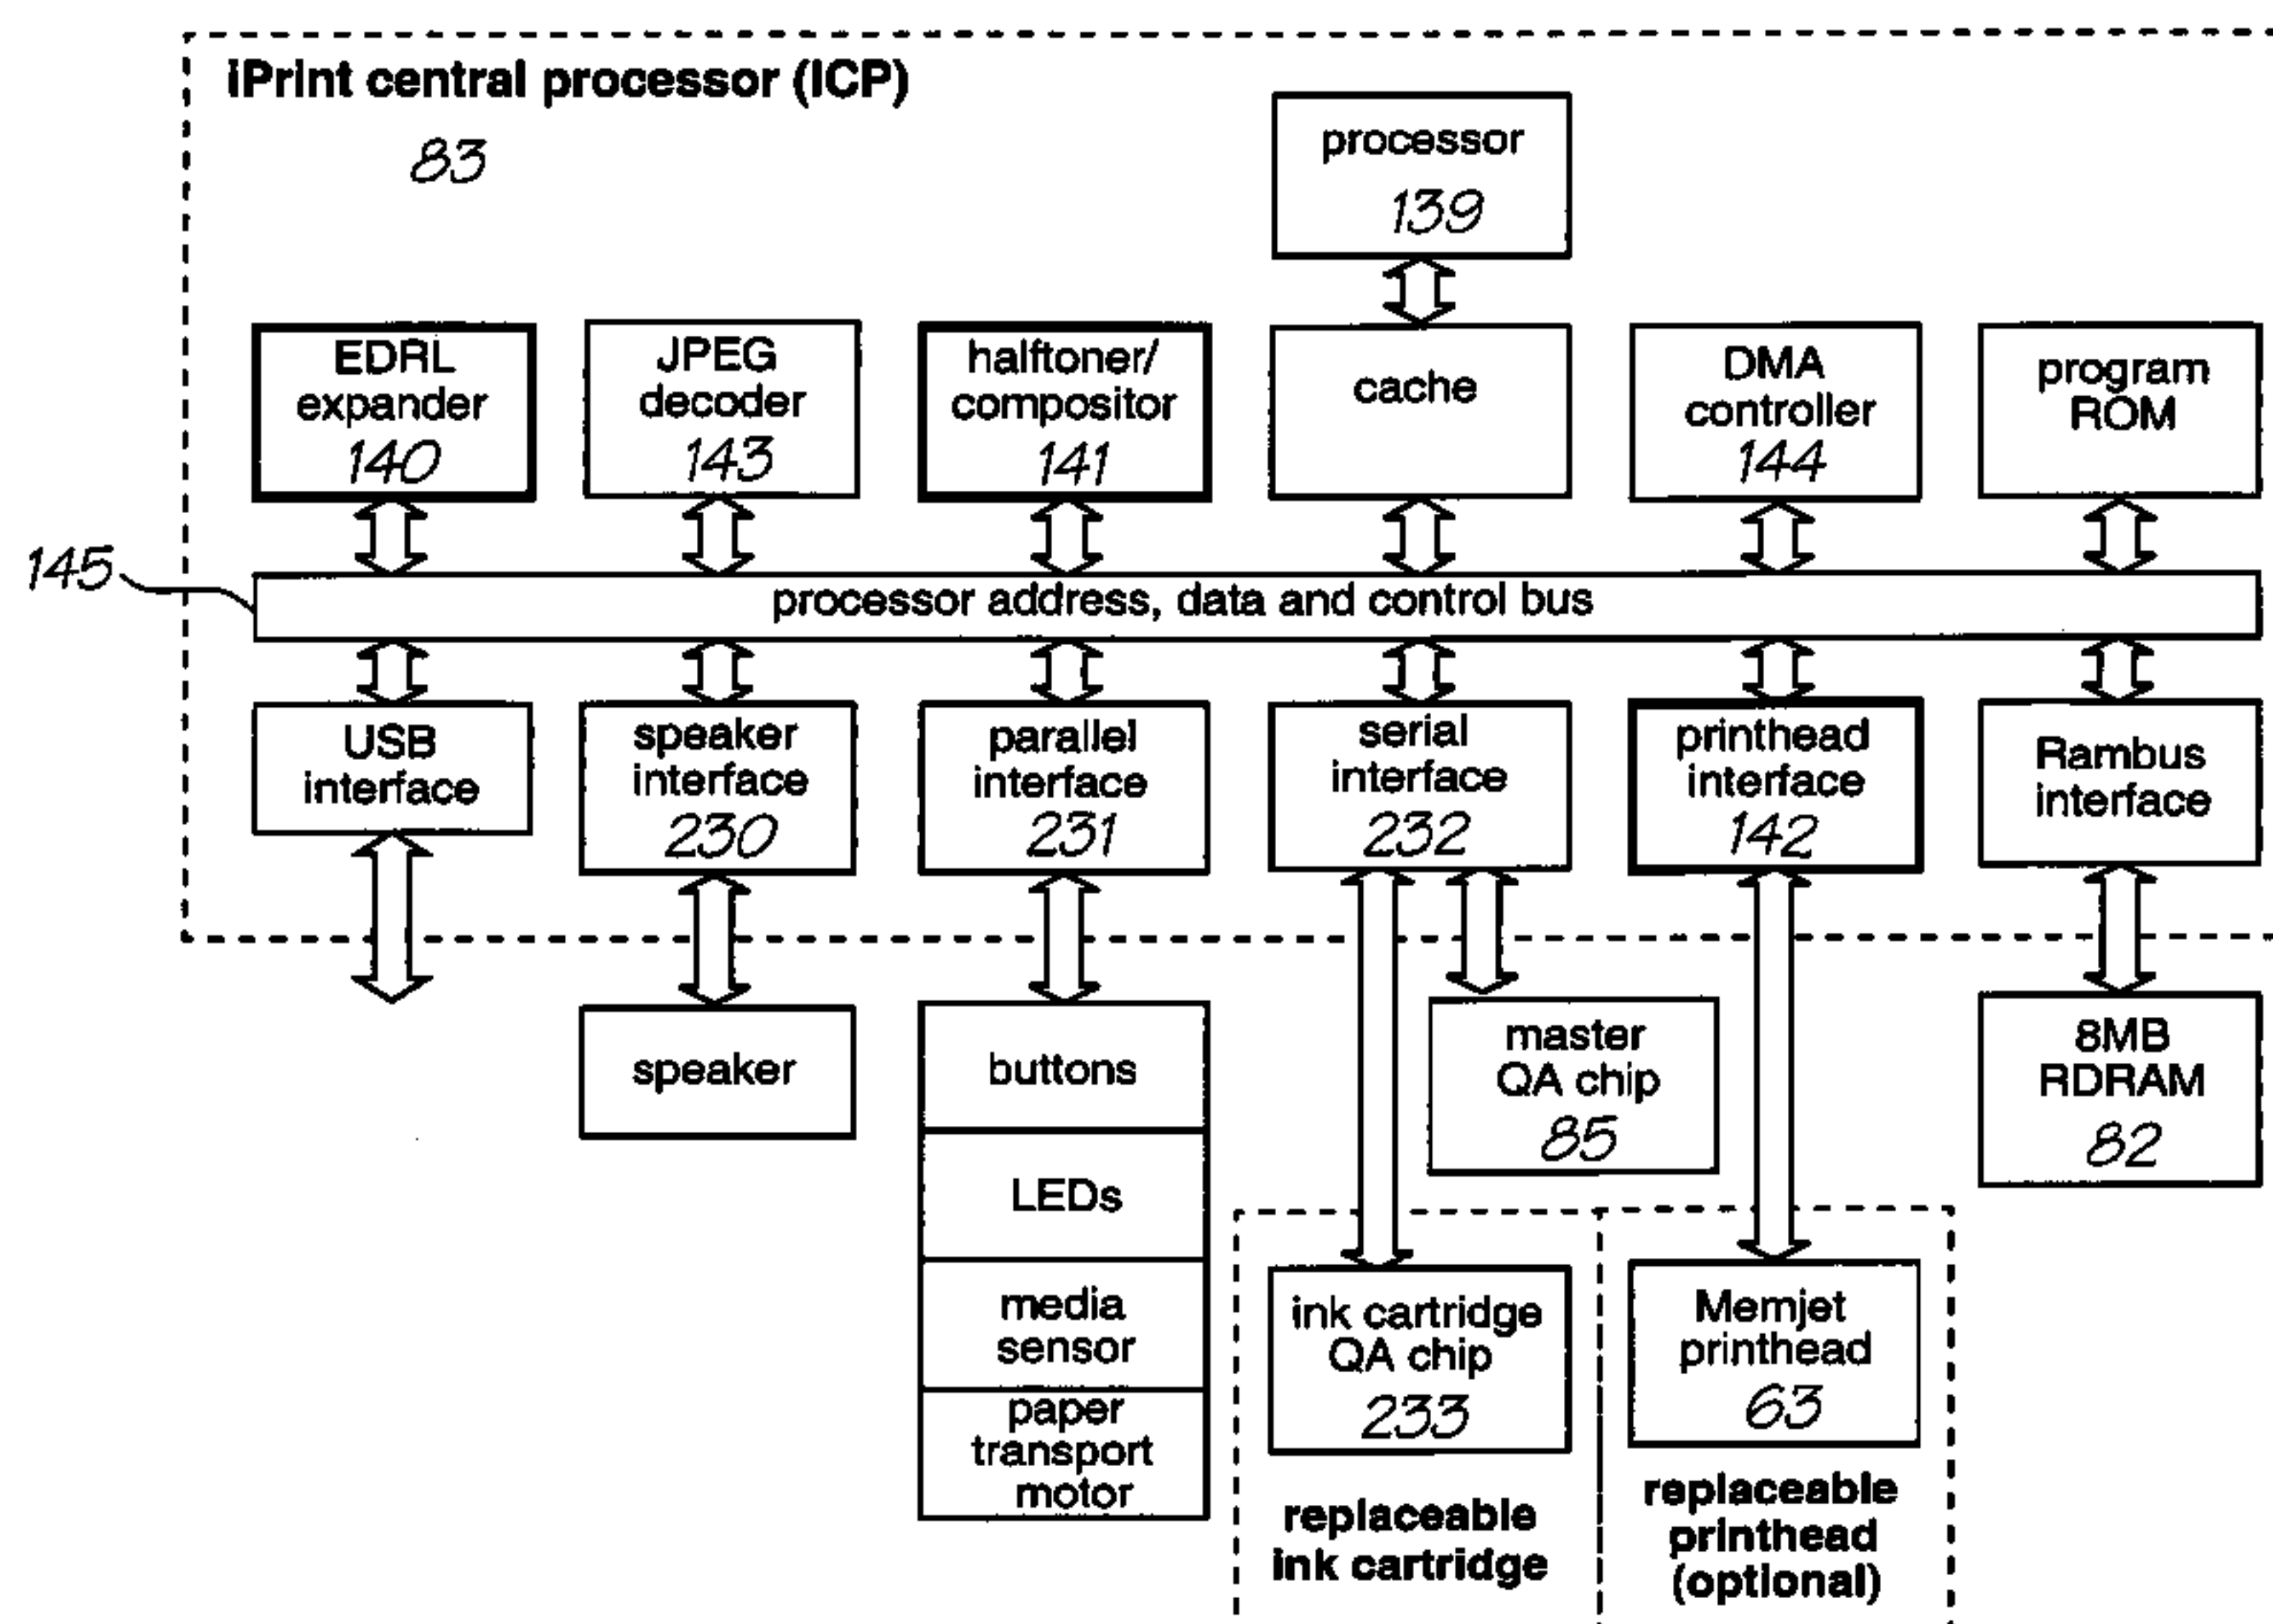 iPrint central processor (ICP)
83
processor
139
EDRL
expander
140
JPEG
decoder
143
halftoner/
compositor
141
cache
DMA
controller
144
program
ROM
145
processor address, data and control bus
USB
interface
speaker
interface
230
parallel
interface
231
serial
interface
232
printhead
interface
142
Rambus
interface
speaker
buttons
LEDs
media
sensor
paper
transport
motor
master
QA chip
85
8MB
RDRAM
82
ink cartridge
QA chip
233
replaceable
ink cartridge
Memjet
printhead
63
replaceable
printhead
(optional)